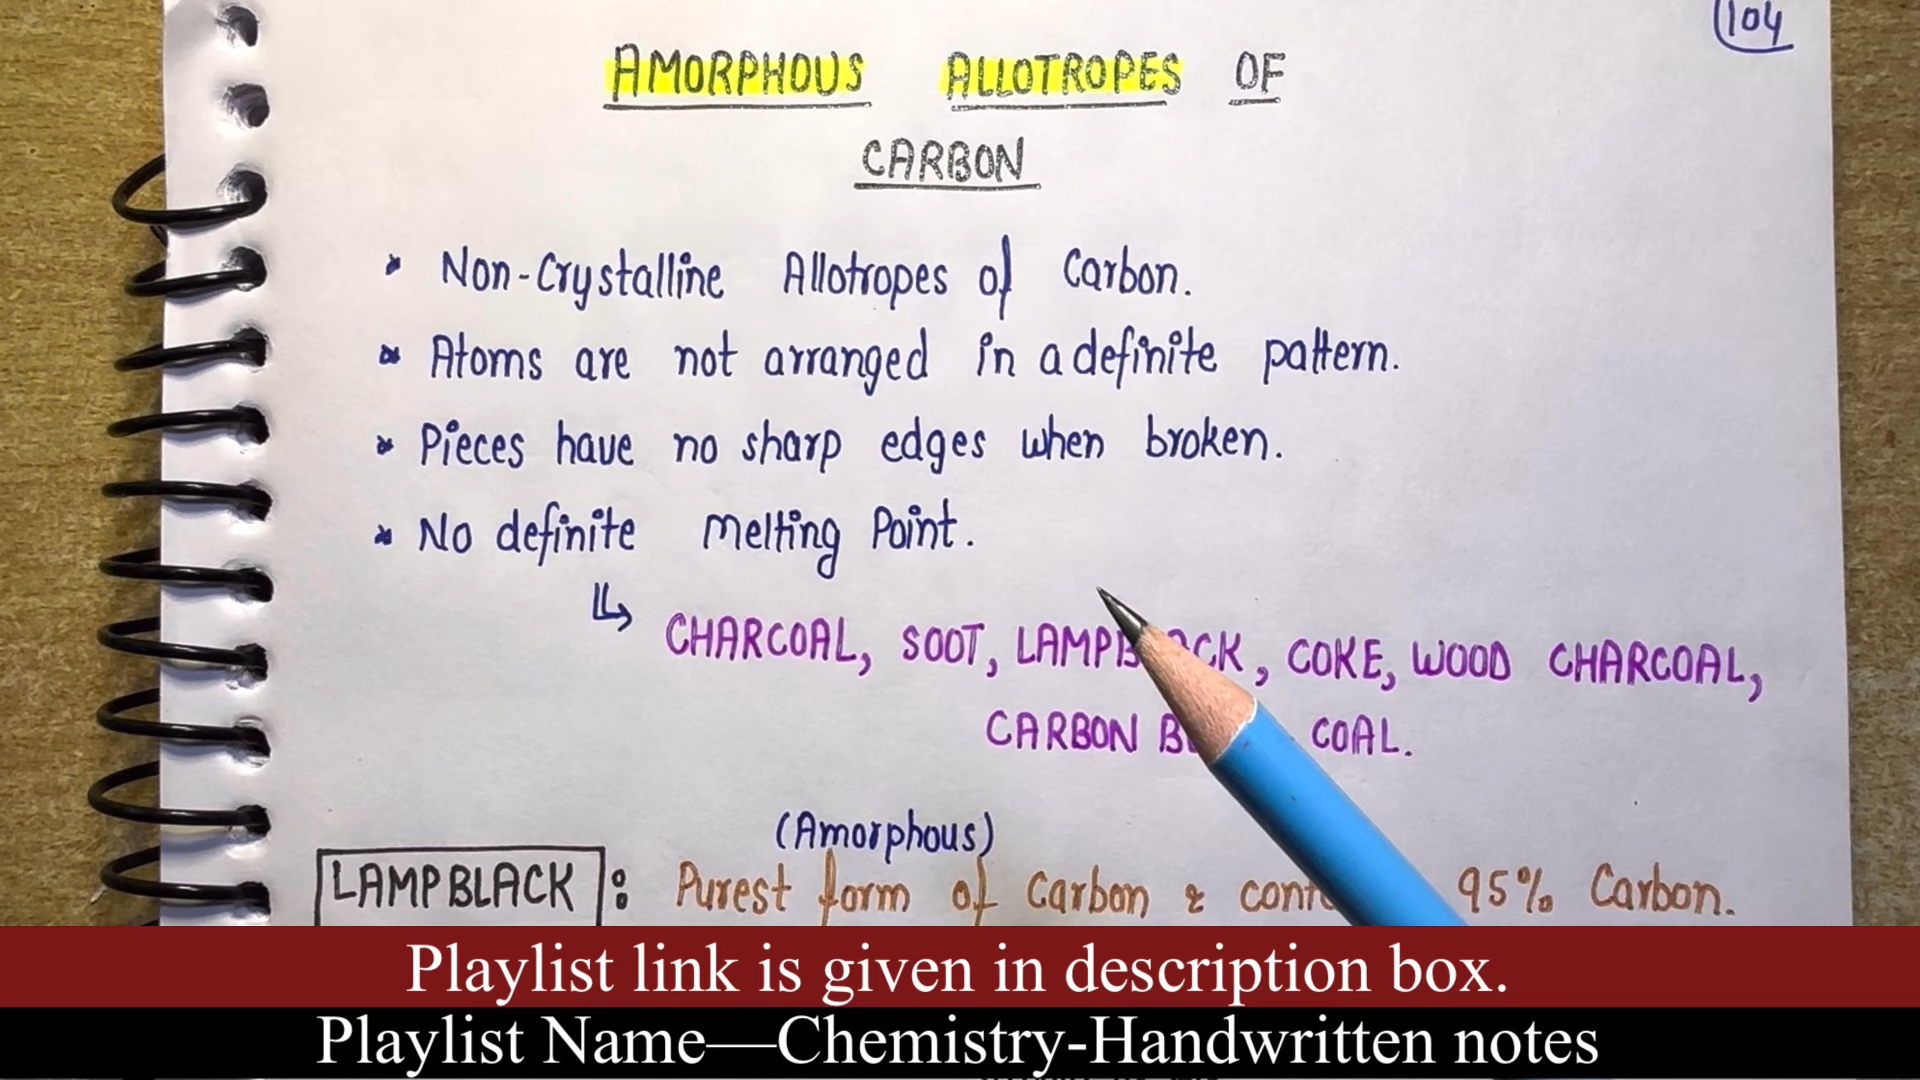 104
AMORPHOUS ALLOTROPES OF
CARBON
Non-Crystalline Allotropes of Carbon.
Atoms are not arranged in a definite pattern.
Pieces have no sharp edges when broken.
No definite Melting Point.
CHARCOAL, SOOT, LAMPBLACK, COKE, WOOD CHARCOAL,
CARBON COAL.
(Amorphous)
LAMPBLACK : Purest form of Carbon & 95% Carbon.
Playlist link is given in description box.
Playlist Name—Chemistry-Handwritten notes